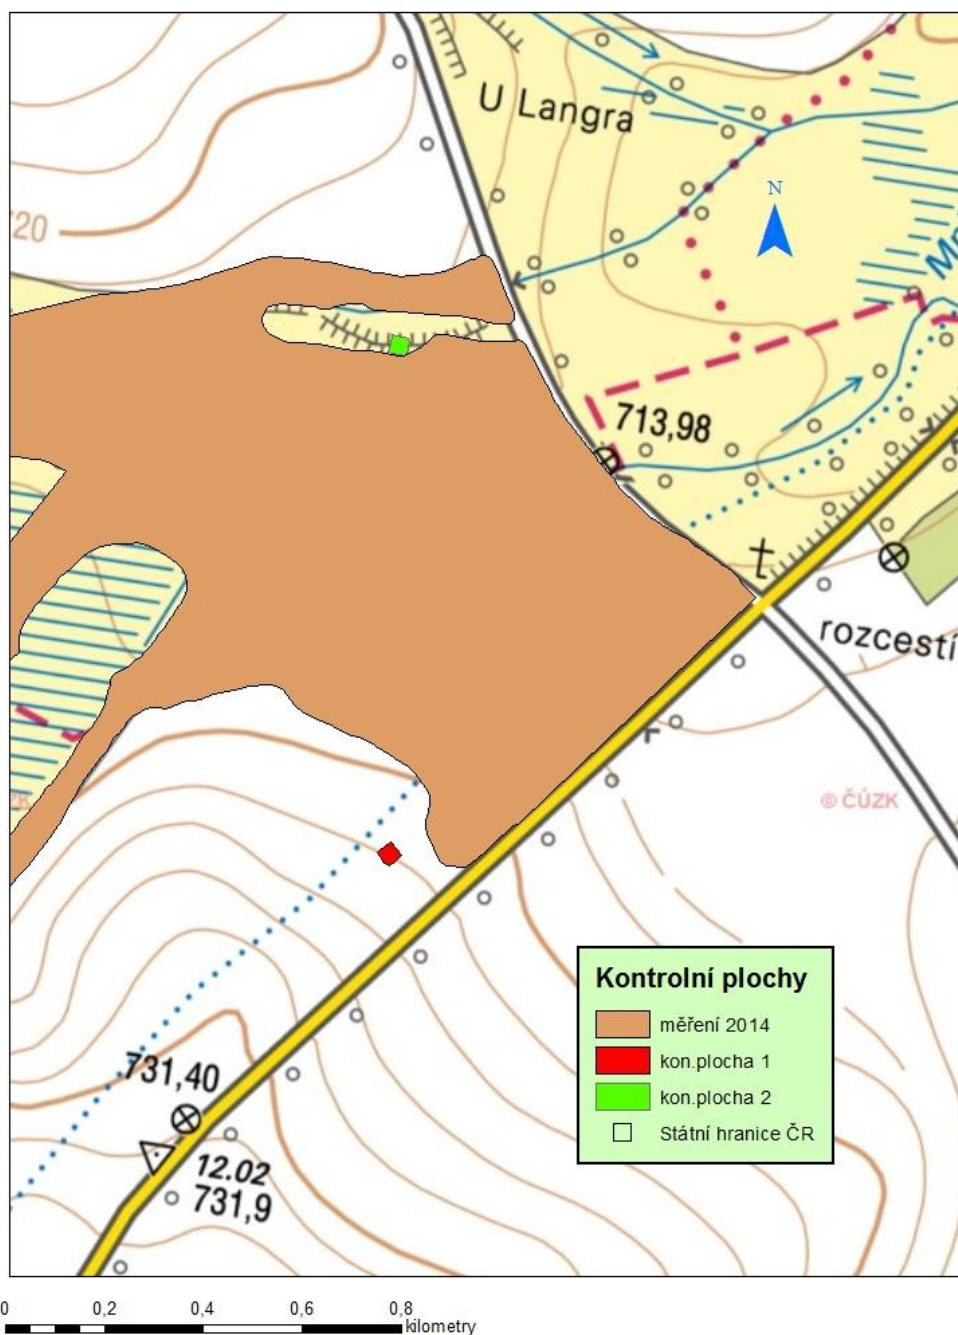 U Langra
N
720
713,98
rozcestí
© ČÚZK
Kontrolní plochy
měření 2014
kon.plocha 1
kon.plocha 2
Státní hranice ČR
731,40
12.02
731,9
0 0,2 0,4 0,6 0,8
kilometry